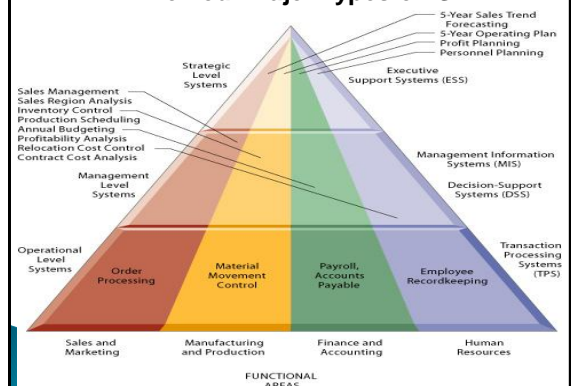 5-Year Sales Trend
Forecasting
5-Year Operating Plan
Profit Planning
Personnel Planning
Strategic
Level
Systems
Executive
Support Systems (ESS)
Sales Management
Sales Region Analysis
Inventory Control
Production Scheduling
Annual Budgeting
Profitability Analysis
Relocation Cost Control
Contract Cost Analysis
Management
Level
Systems
Management Information
Systems (MIS)
Decision-Support
Systems (DSS)
Operational
Level
Systems
Order
Processing
Material
Movement
Control
Payroll,
Accounts
Payable
Employee
Recordkeeping
Transaction
Processing
Systems
(TPS)
Sales and
Marketing
Manufacturing
and Production
Finance and
Accounting
Human
Resources
FUNCTIONAL
AREAS